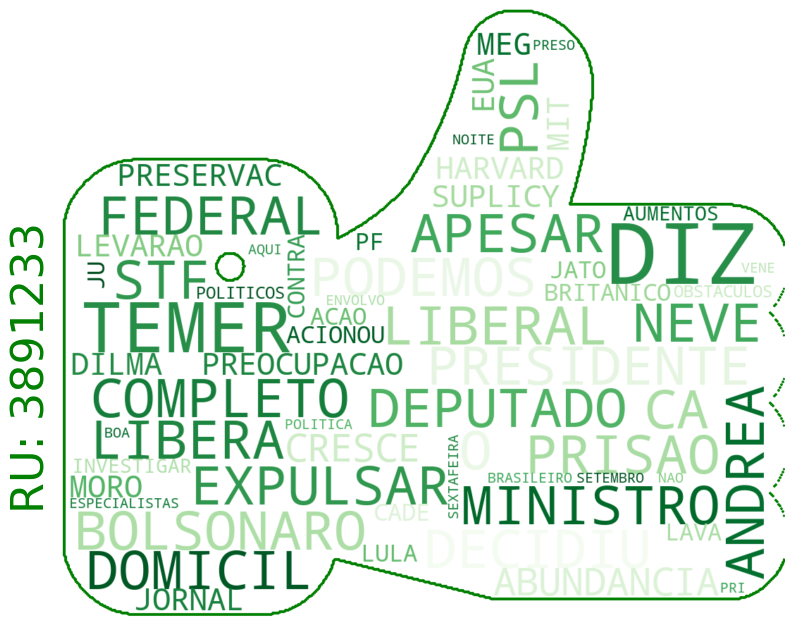 MEG
PRESO
EUA
PSL
MIT
NOITE
HARVARD
PRESERVAC
SUPLICY
FEDERAL
AUMENTOS
APESAR
DIZ
PF
LEVARAO
AQUI
CONTRA
JU
STF
PODEMOS
JATO
VENE
POLITICOS
BRITANICO
OBSTACULOS
ENVOLVO
TEMER
ACAO
ACIONOU
LIBERAL
NEVE
DILMA
PREOCUPACAO
PRESIDENTE
COMPLETO
DEPUTADO
CA
ANDREA
BOA
LIBERA
POLITICA
CRESCE
SEXTAFEIRA
O
PRISAO
INVESTIGAR
MORO
EXPULSAR
BRASILEIRO
SETEMBRO
NAO
ESPECIALISTAS
MINISTRO
BOLSONARO
CADE
LAVA
DECIDIU
LULA
DOMICIL
ABUNDANCIA
PRI
JORNAL
RU: 3891233